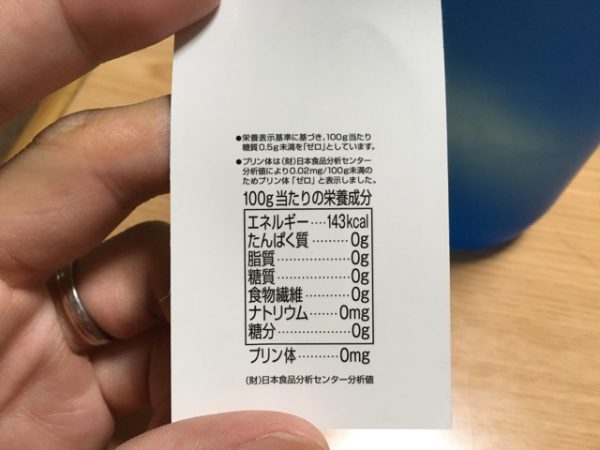 ●栄養表示基準に基づき、100g当たり
糖質0.5g未満を「ゼロ」としています。
●プリン体は(財)日本食品分析センター
分析値により0.02mg/100g未満の
ためプリン体「ゼロ」と表示しました。
100g当たりの栄養成分
エネルギー‥‥143kcal
たんぱく質………0g
脂質……………0g
糖質……………0g
食物繊維………0g
ナトリウム……0mg
糖分……………0g
プリン体………0mg
(財)日本食品分析センター分析値